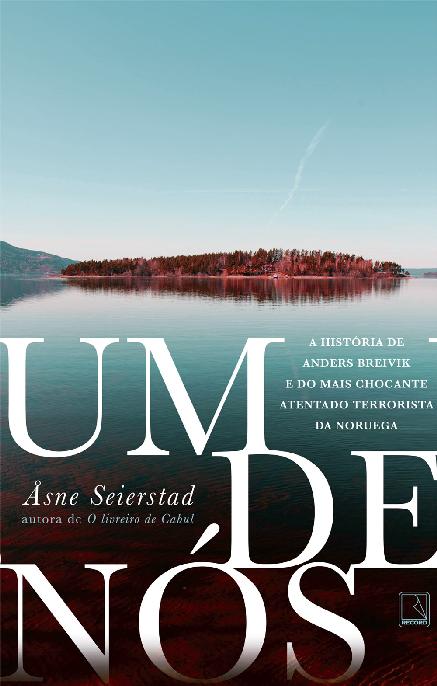 UM
A HISTÓRIA DE
ANDERS BREIVIK
E DO MAIS CHOCANTE
ATENTADO TERRORISTA
DA NORUEGA
DE
Åsne Seierstad
autora de O livreiro de Cabul
NÓS
RECORD